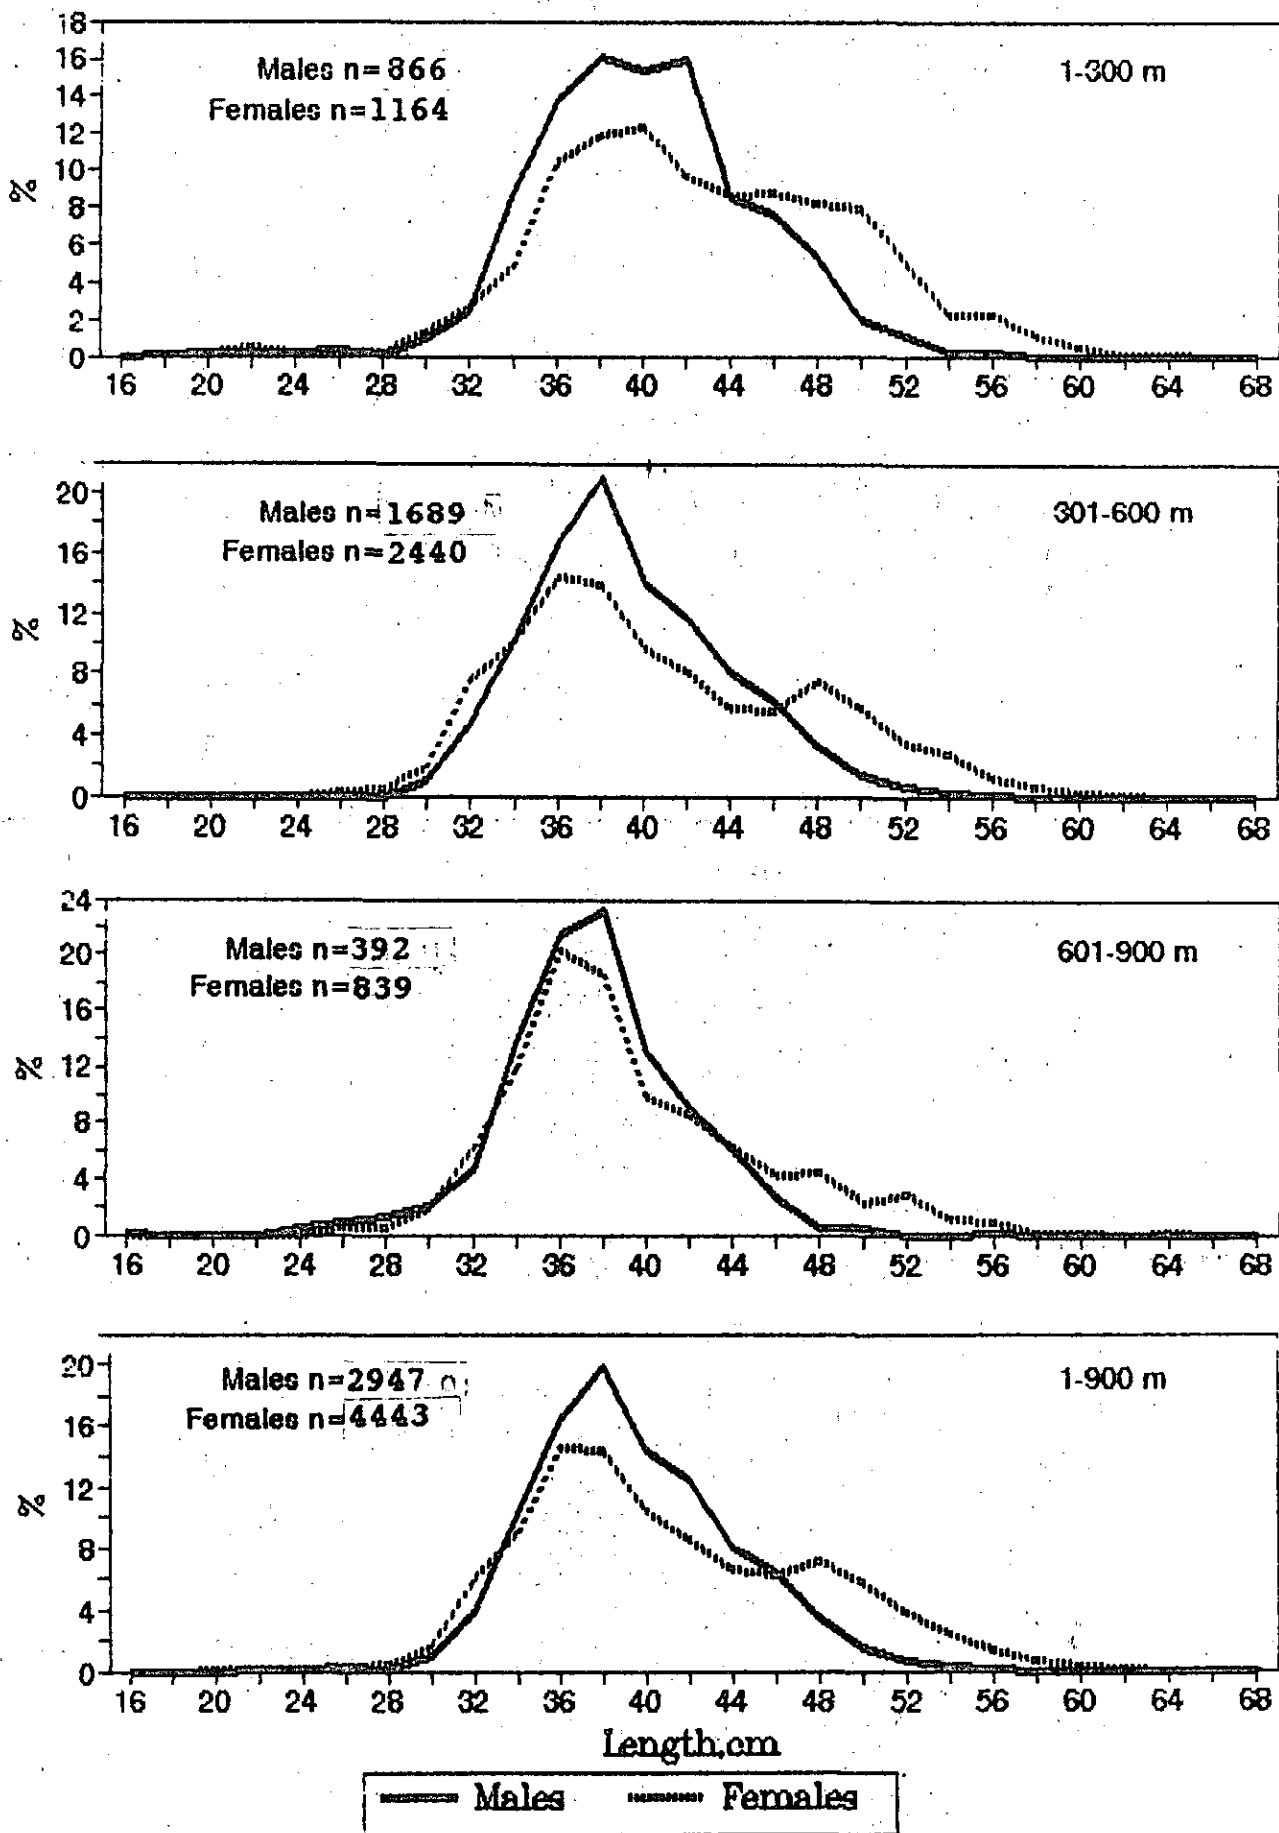 18
16
14
12
10
8
6
4
2
0
%
Males n=866
Females n=1164
1-300 m
16 20 24 28 32 36 40 44 48 52 56 60 64 68
20
16
12
8
4
0
%
Males n=1689
Females n=2440
301-600 m
16 20 24 28 32 36 40 44 48 52 56 60 64 68
24
20
16
12
8
4
0
%
Males n=392
Females n=839
601-900 m
16 20 24 28 32 36 40 44 48 52 56 60 64 68
20
16
12
8
4
0
%
Males n=2947
Females n=4443
1-900 m
16 20 24 28 32 36 40 44 48 52 56 60 64 68
Length,cm
Males Females